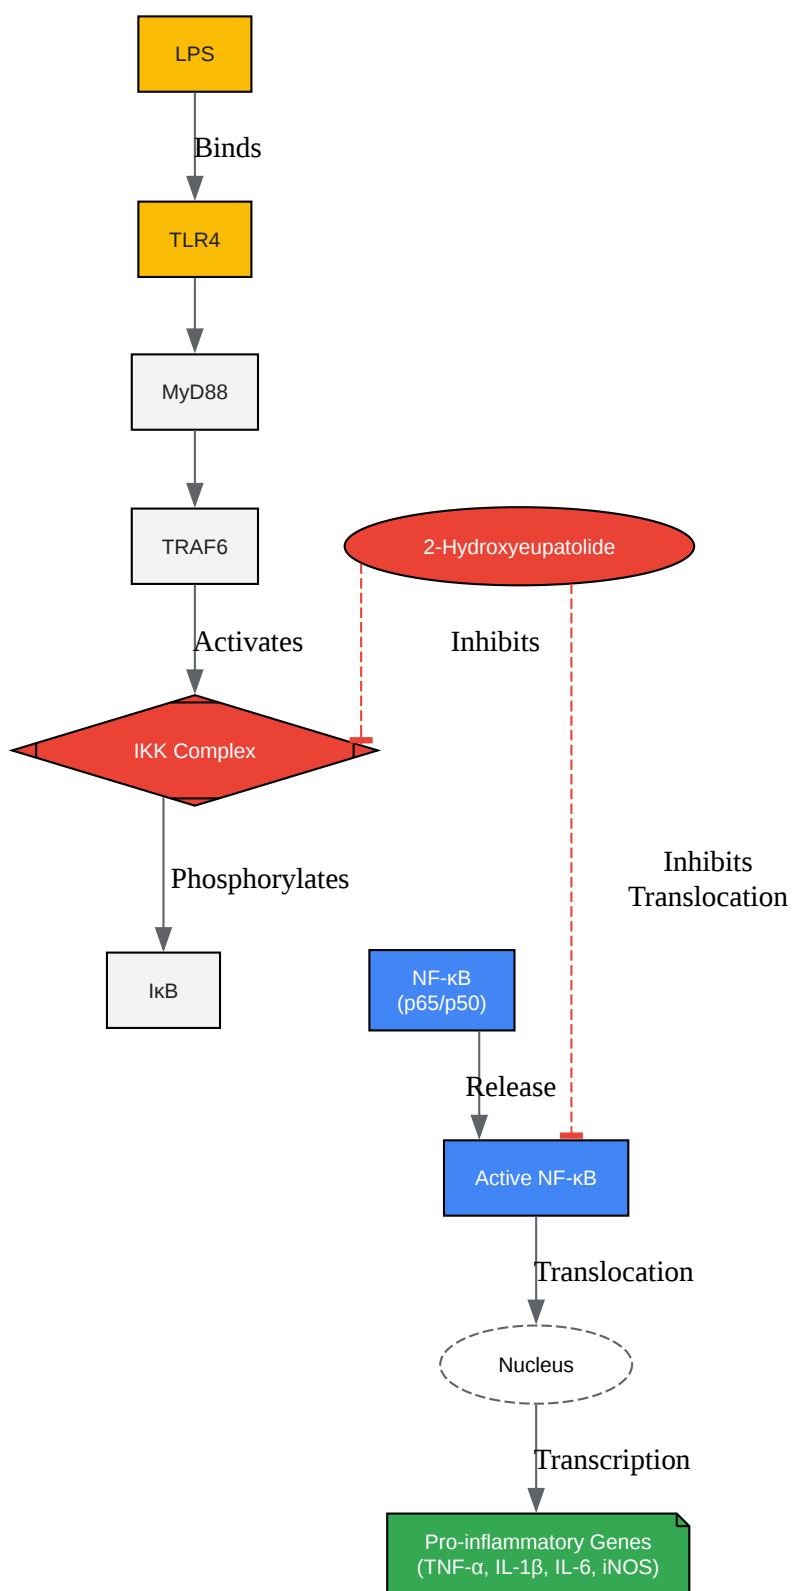 LPS
Binds
TLR4
MyD88
TRAF6
2-Hydroxyeupatolide
Activates
Inhibits
IKK Complex
Phosphorylates
Inhibits
Translocation
IκB
NF-κB
(p65/p50)
Release
Active NF-κB
Translocation
Nucleus
Transcription
Pro-inflammatory Genes
(TNF-α, IL-1β, IL-6, iNOS)